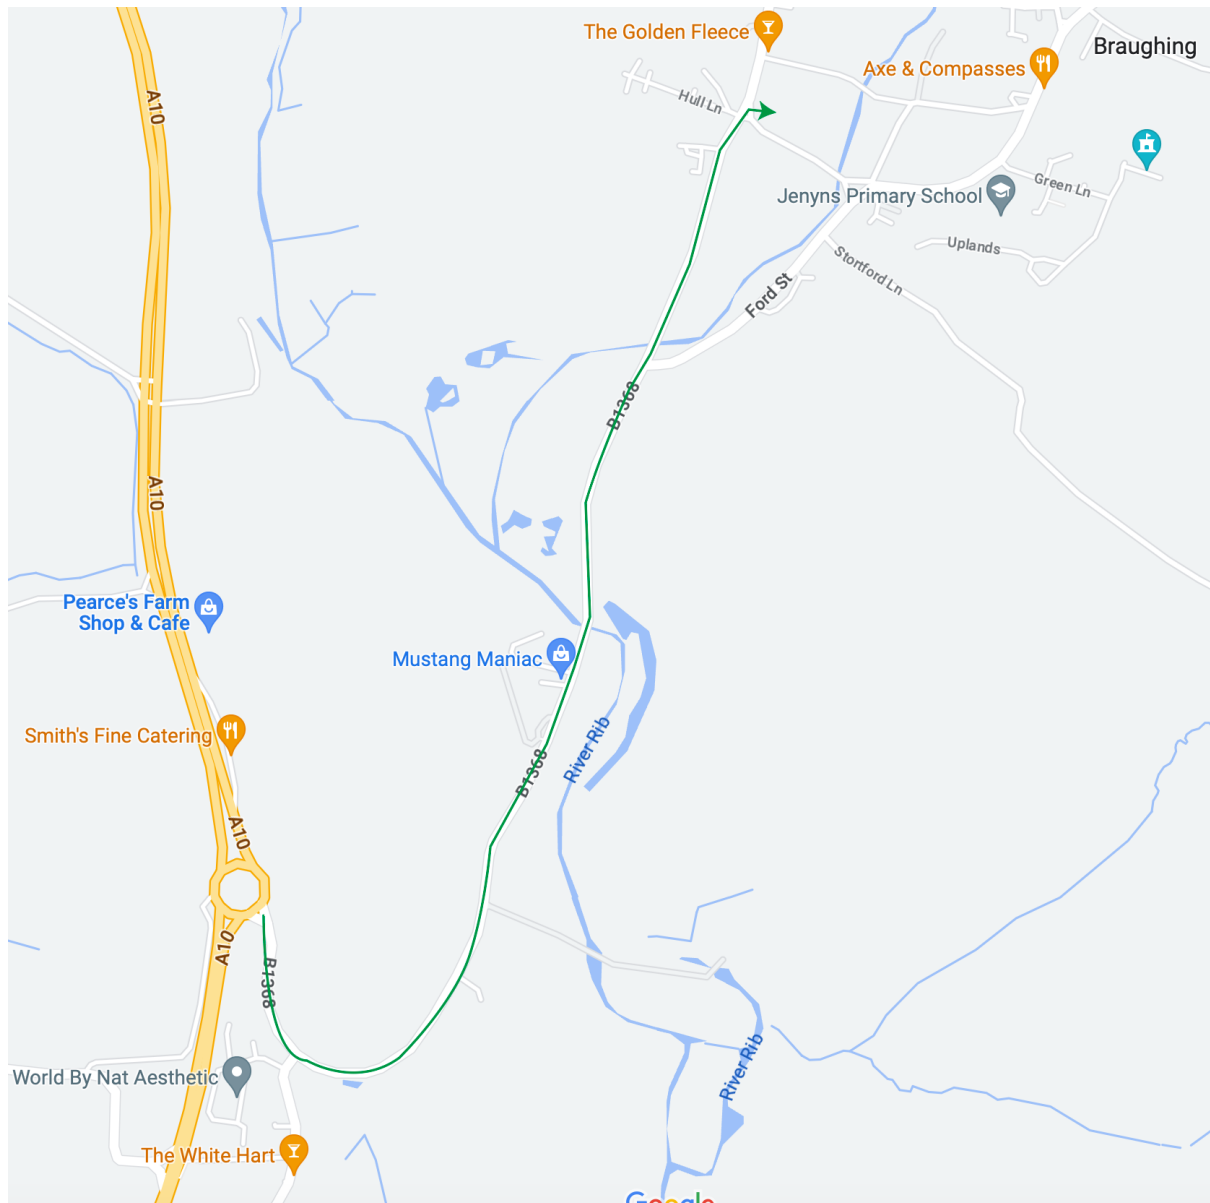 The Golden Fleece
Braughing
Axe & Compasses
Hull Ln
A10
Green Ln
Jenyns Primary School
Uplands
Stortford Ln
Ford St
B1368
A10
Pearce's Farm
Shop & Cafe
Mustang Maniac
Smith's Fine Catering
River Rib
B1368
A10
A10
B1368
River Rib
World By Nat Aesthetic
The White Hart
Google